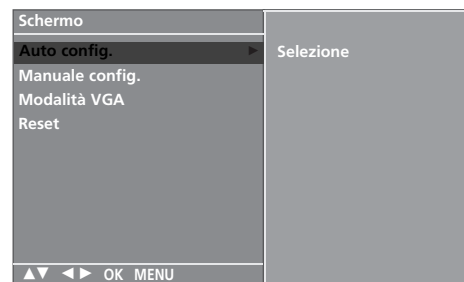 Schermo
Auto config. ► Selezione
Manuale config.
Modalità VGA
Reset
▲▼ ◄► OK MENU